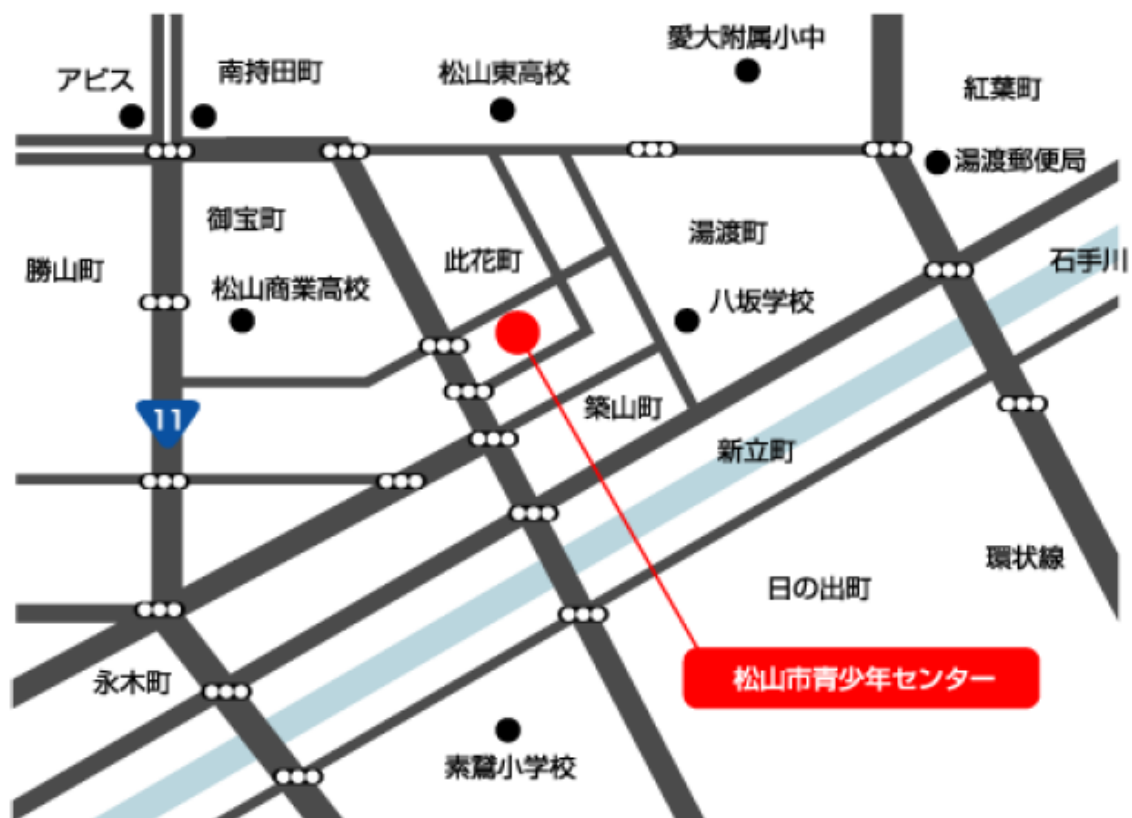 愛大附属小中
南持田町
松山東高校
アビス
紅葉町
湯渡郵便局
御宝町
湯渡町
此花町
石手川
勝山町
松山商業高校
八坂学校
築山町
11
新立町
環状線
日の出町
永木町
松山市青少年センター
素鵞小学校